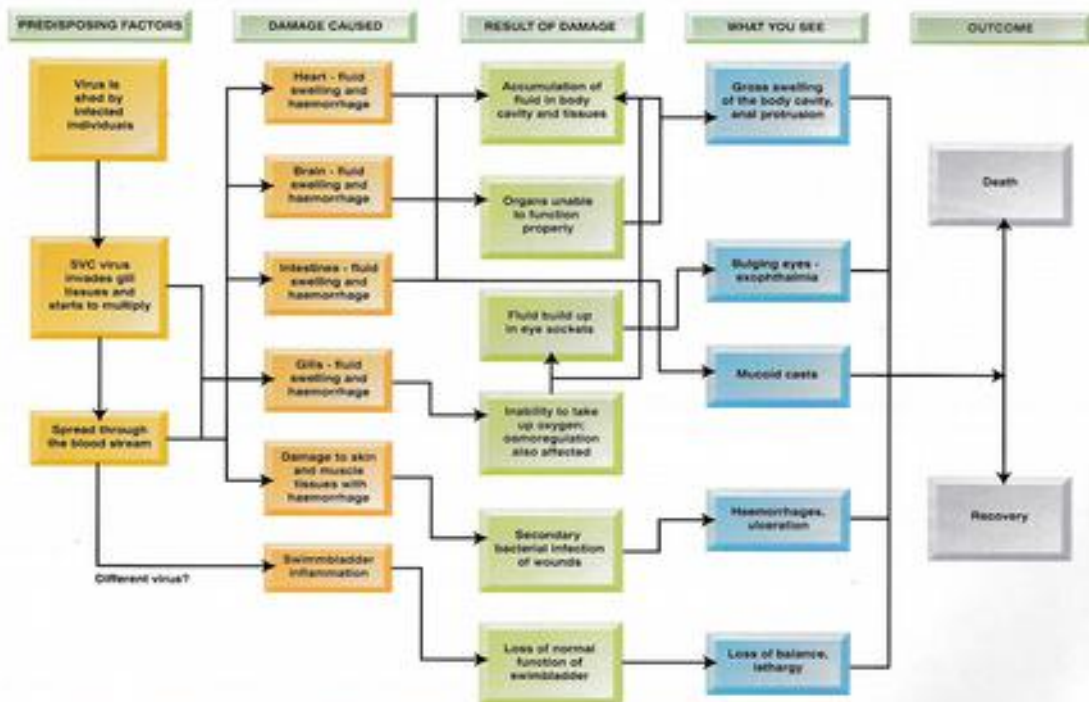 PREDISPOSING FACTORS
DAMAGE CAUSED
RESULT OF DAMAGE
WHAT YOU SEE
OUTCOME
Virus is
shed by
infected
individuals
SVC virus
invades gill
tissues and
starts to multiply
Spread through
the blood stream
Different virus?
Heart - fluid
swelling and
haemorrhage
Brain - fluid
swelling and
haemorrhage
Intestines - fluid
swelling and
haemorrhage
Gills - fluid
swelling and
haemorrhage
Damage to skin
and muscle
tissues with
haemorrhage
Swimbladder
inflammation
Accumulation of
fluid in body
cavity and tissues
Organs unable
to function
properly
Fluid build up
in eye sockets
Inability to take
up oxygen;
osmoregulation
also affected
Secondary
bacterial infection
of wounds
Loss of normal
function of
swimbladder
Gross swelling
of the body cavity,
anal protrusion
Bulging eyes -
exophthalmia
Mucoid casts
Haemorrhages,
ulceration
Loss of balance,
lethargy
Death
Recovery